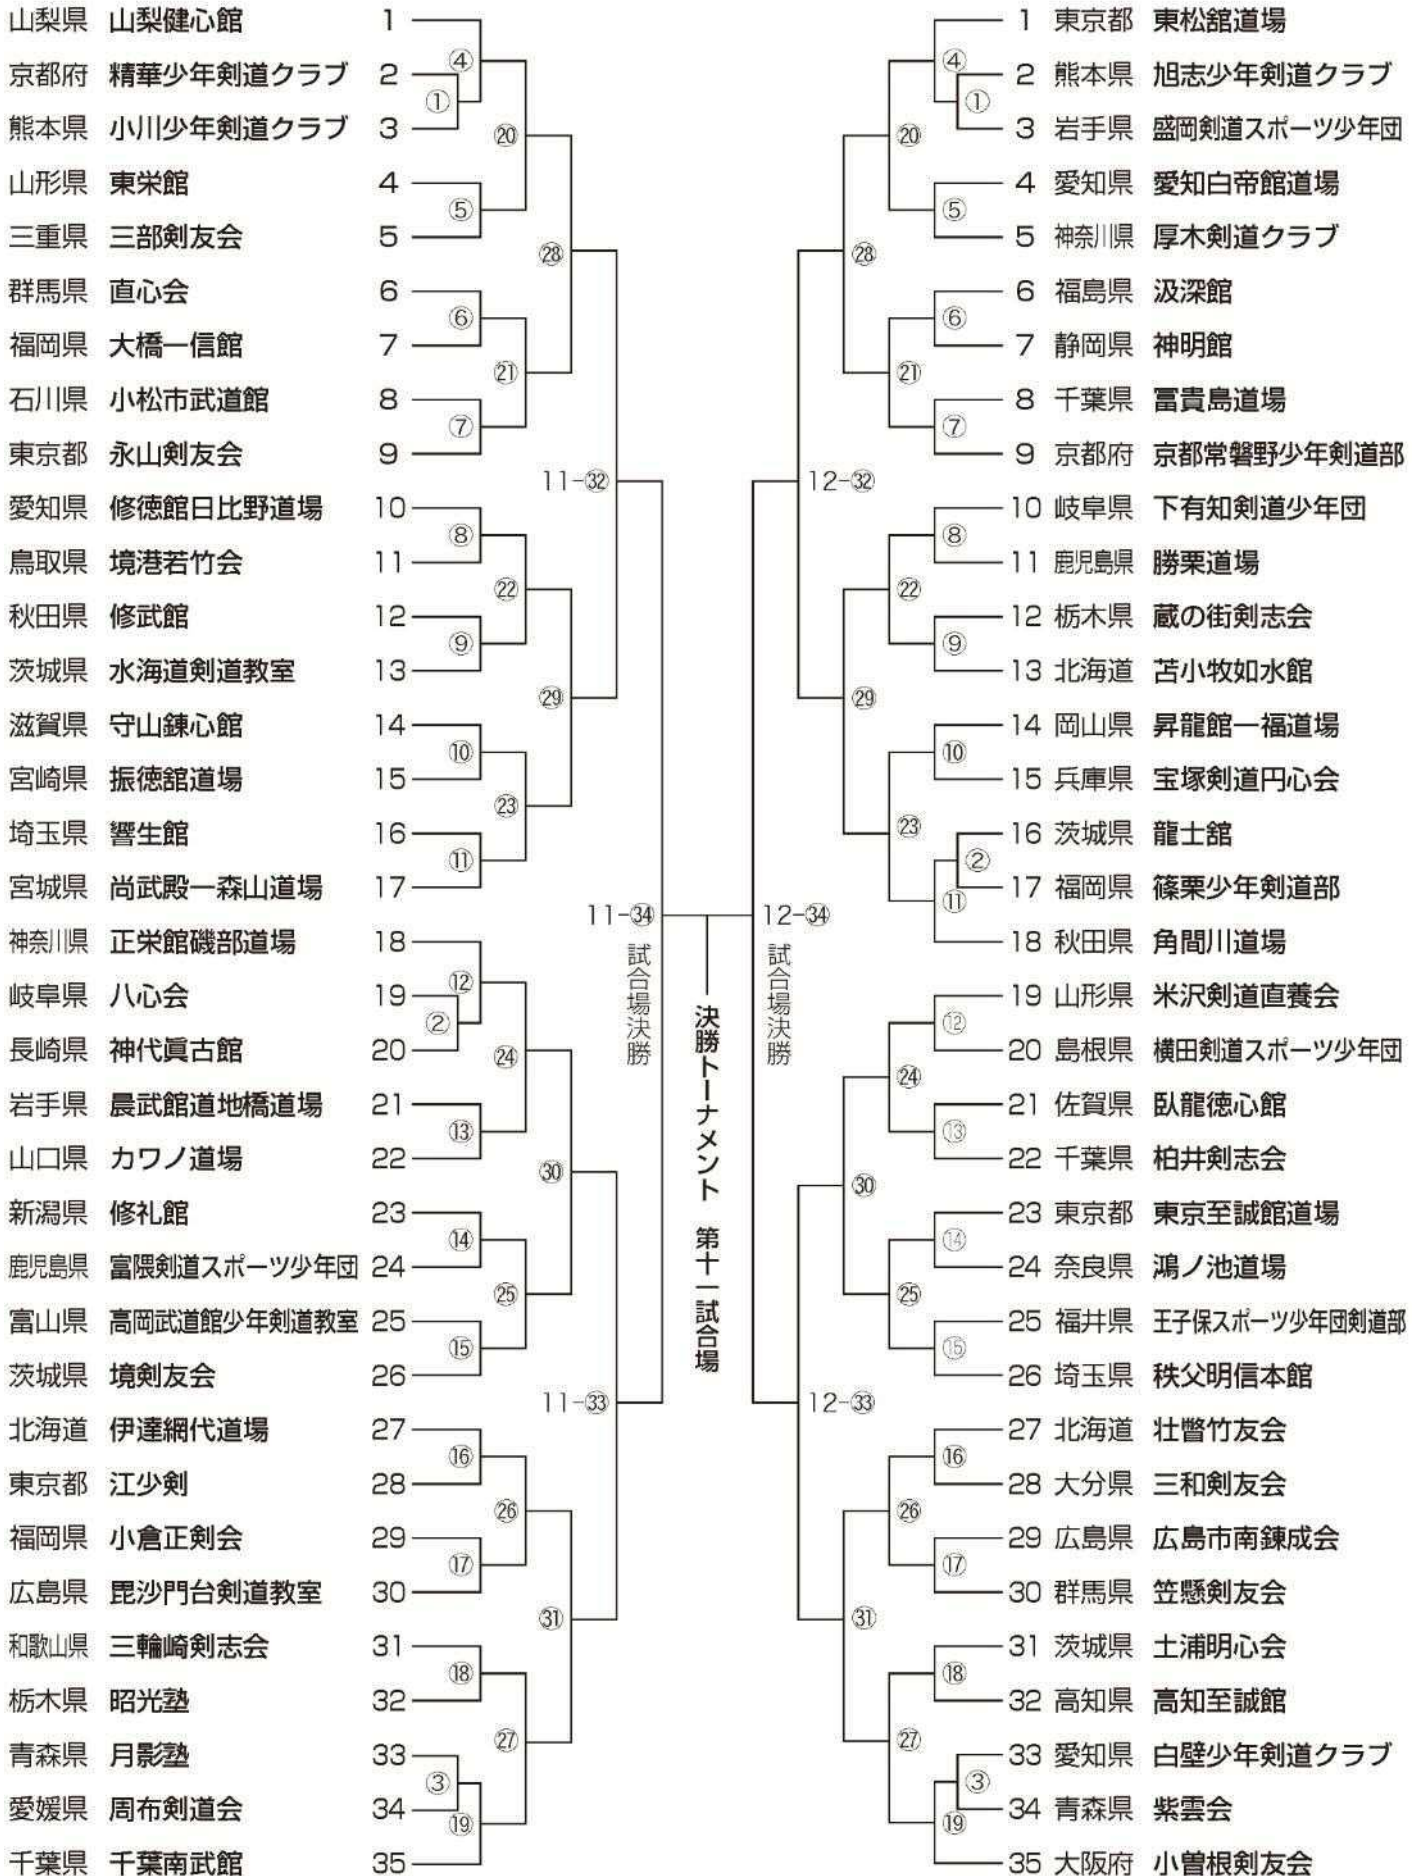 山梨県 山梨健心館 1
京都府 精華少年剣道クラブ 2
熊本県 小川少年剣道クラブ 3
山形県 東栄館 4
三重県 三部剣友会 5
群馬県 直心会 6
福岡県 大橋一信館 7
石川県 小松市武道館 8
東京都 永山剣友会 9
愛知県 修徳館日比野道場 10
鳥取県 境港若竹会 11
秋田県 修武館 12
茨城県 水海道剣道教室 13
滋賀県 守山錬心館 14
宮崎県 振徳舘道場 15
埼玉県 響生館 16
宮城県 尚武殿一森山道場 17
神奈川県 正栄館磯部道場 18
岐阜県 八心会 19
長崎県 神代眞古館 20
岩手県 晨武館道地橋道場 21
山口県 カワノ道場 22
新潟県 修礼館 23
鹿児島県 富隈剣道スポーツ少年団 24
富山県 高岡武道館少年剣道教室 25
茨城県 境剣友会 26
北海道 伊達網代道場 27
東京都 江少剣 28
福岡県 小倉正剣会 29
広島県 毘沙門台剣道教室 30
和歌山県 三輪崎剣志会 31
栃木県 昭光塾 32
青森県 月影塾 33
愛媛県 周布剣道会 34
千葉県 千葉南武館 35
①
②
③
④
⑤
⑥
⑦
⑧
⑨
⑩
⑪
⑫
⑬
⑭
⑮
⑯
⑰
⑱
⑲
⑳
㉑
㉒
㉓
㉔
㉕
㉖
㉗
㉘
㉙
㉚
㉛
11-㉜
11-㉝
11-㉞
試合場決勝
決勝トーナメント 第十一試合場
12-㉞
試合場決勝
12-㉜
12-㉝
①
②
③
④
⑤
⑥
⑦
⑧
⑨
⑩
⑪
⑫
⑬
⑭
⑮
⑯
⑰
⑱
⑲
⑳
㉑
㉒
㉓
㉔
㉕
㉖
㉗
㉘
㉙
㉚
㉛
1 東京都 東松舘道場
2 熊本県 旭志少年剣道クラブ
3 岩手県 盛岡剣道スポーツ少年団
4 愛知県 愛知白帝館道場
5 神奈川県 厚木剣道クラブ
6 福島県 汲深館
7 静岡県 神明館
8 千葉県 冨貴島道場
9 京都府 京都常磐野少年剣道部
10 岐阜県 下有知剣道少年団
11 鹿児島県 勝栗道場
12 栃木県 蔵の街剣志会
13 北海道 苫小牧如水館
14 岡山県 昇龍館一福道場
15 兵庫県 宝塚剣道円心会
16 茨城県 龍士舘
17 福岡県 篠栗少年剣道部
18 秋田県 角間川道場
19 山形県 米沢剣道直養会
20 島根県 横田剣道スポーツ少年団
21 佐賀県 臥龍徳心館
22 千葉県 柏井剣志会
23 東京都 東京至誠館道場
24 奈良県 鴻ノ池道場
25 福井県 王子保スポーツ少年団剣道部
26 埼玉県 秩父明信本館
27 北海道 壮瞥竹友会
28 大分県 三和剣友会
29 広島県 広島市南錬成会
30 群馬県 笠懸剣友会
31 茨城県 土浦明心会
32 高知県 高知至誠館
33 愛知県 白壁少年剣道クラブ
34 青森県 紫雲会
35 大阪府 小曽根剣友会